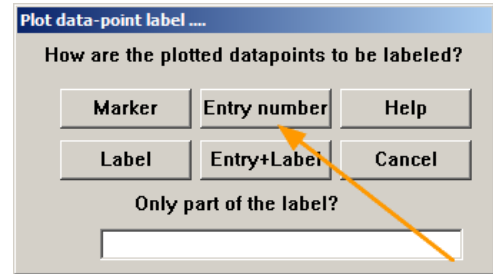 Plot data-point label ....
How are the plotted datapoints to be labeled?
Marker Entry number Help
Label Entry+Label Cancel
Only part of the label?